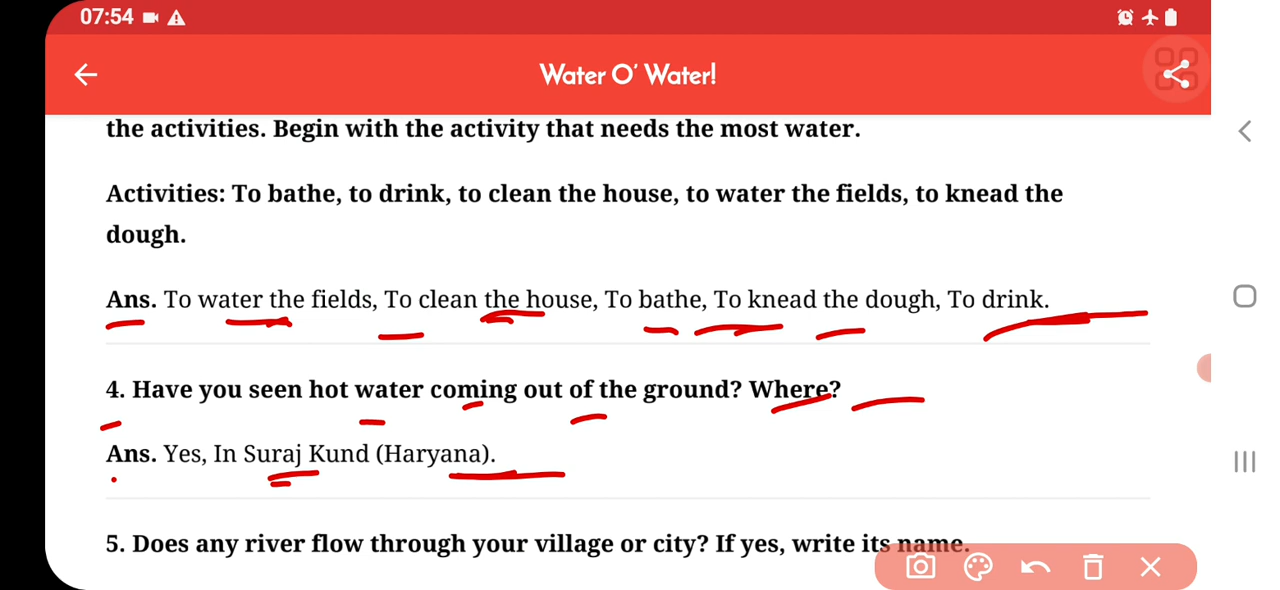 07:54
Water O' Water!
the activities. Begin with the activity that needs the most water.
Activities: To bathe, to drink, to clean the house, to water the fields, to knead the
dough.
Ans. To water the fields, To clean the house, To bathe, To knead the dough, To drink.
4. Have you seen hot water coming out of the ground? Where?
Ans. Yes, In Suraj Kund (Haryana).
5. Does any river flow through your village or city? If yes, write its name.